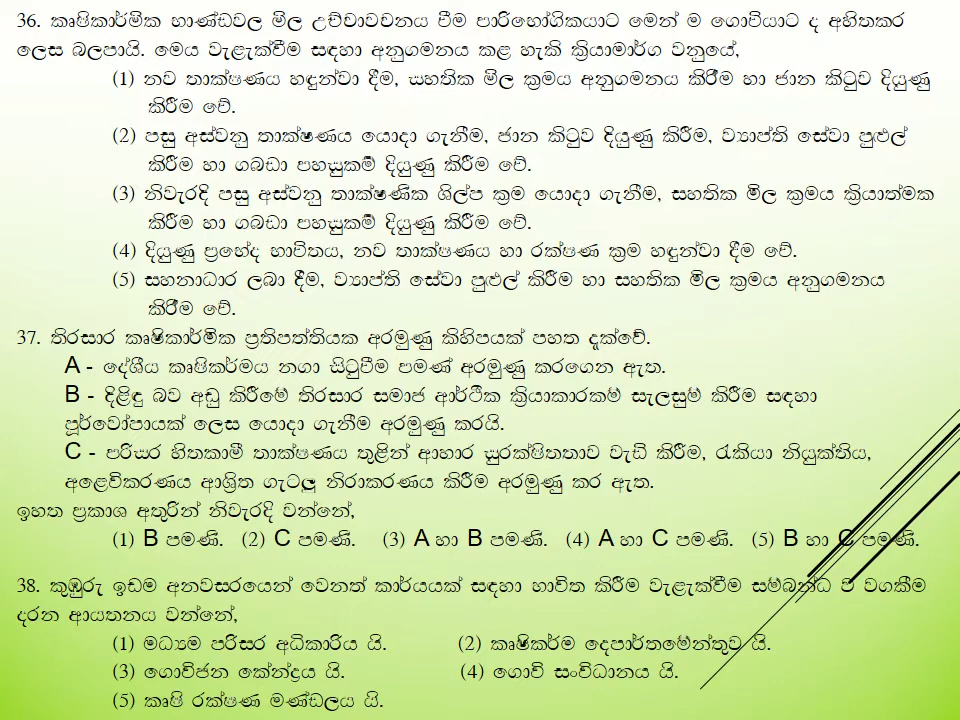 36. කෘෂිකාර්මික භාණ්ඩවල මිල උච්චාවචනය වීම පාරිභෝගිකයාට මෙන් ම ගොවියාට ද අහිතකර
ලෙස බලපායි. මෙය වැළැක්වීම සඳහා අනුගමනය කළ හැකි ක්‍රියාමාර්ග වනුයේ,
(1) නව තාක්ෂණය හඳුන්වා දීම, සහතික මිල ක්‍රමය අනුගමනය කිරීම හා ජාන කිටුව දියුණු
කිරීම වේ.
(2) පසු අස්වනු තාක්ෂණය යොදා ගැනීම, ජාන කිටුව දියුණු කිරීම, ව්‍යාප්ති සේවා පුළුල්
කිරීම හා ගබඩා පහසුකම් දියුණු කිරීම වේ.
(3) නිවැරදි පසු අස්වනු තාක්ෂණික ශිල්ප ක්‍රම යොදා ගැනීම, සහතික මිල ක්‍රමය ක්‍රියාත්මක
කිරීම හා ගබඩා පහසුකම් දියුණු කිරීම වේ.
(4) දියුණු ප්‍රභේද භාවිතය, නව තාක්ෂණය හා රක්ෂණ ක්‍රම හඳුන්වා දීම වේ.
(5) සහනාධාර ලබා දීම, ව්‍යාප්ති සේවා පුළුල් කිරීම හා සහතික මිල ක්‍රමය අනුගමනය
කිරීම වේ.
37. තිරසාර කෘෂිකාර්මික ප්‍රතිපත්තියක අරමුණු කිහිපයක් පහත දැක්වේ.
A - දේශීය කෘෂිකර්මය නගා සිටුවීම පමණ් අරමුණු කරගෙන ඇත.
B - දිළිඳු බව අඩු කිරීමේ තිරසාර සමාජ ආර්ථික ක්‍රියාකාරකම් සැලසුම් කිරීම සඳහා
පූර්වෝපායක් ලෙස යොදා ගැනීම අරමුණු කරයි.
C - පරිසර හිතකාමී තාක්ෂණය තුළින් ආහාර සුරක්ෂිතතාව වැඩි කිරීම, රැකියා නියුක්තිය,
අළෙවිකරණය ආශ්‍රිත ගැටලු නිරාකරණය කිරීම අරමුණු කර ඇත.
ඉහත ප්‍රකාශ අතුරින් නිවැරදි වන්නේ,
(1) B පමණි. (2) C පමණි. (3) A හා B පමණි. (4) A හා C පමණි. (5) B හා C පමණි.
38. කුඹුරු ඉඩම් අනවසරයෙන් වෙනත් කාර්යයක් සඳහා භාවිත කිරීම වැළැක්වීම සම්බන්ධ ව වගකීම
දරන ආයතනය වන්නේ,
(1) මධ්‍යම පරිසර අධිකාරිය යි. (2) කෘෂිකර්ම දෙපාර්තමේන්තුව යි.
(3) ගොවිජන කේන්ද්‍රය යි. (4) ගොවි සංවිධානය යි.
(5) කෘෂි රක්ෂණ මණ්ඩලය යි.